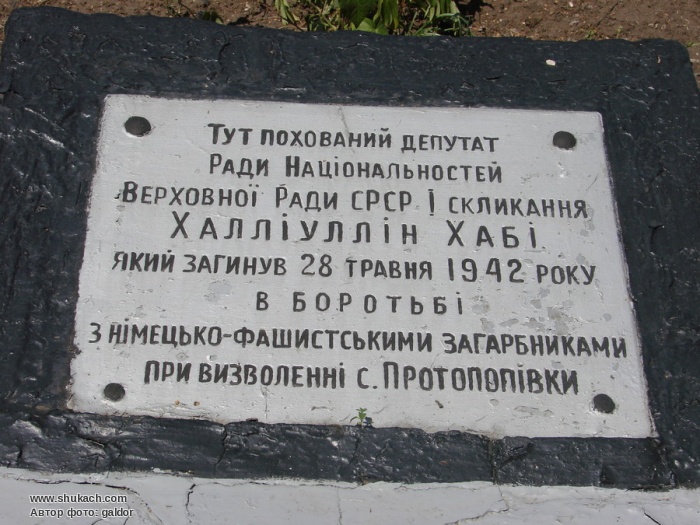 Тут похований депутат
Ради Національностей
Верховної Ради СРСР І скликання
Халліуллін Хабі
який загинув 28 травня 1942 року
в боротьбі
з німецько-фашистськими загарбниками
при визволенні с. Протопопівки
www.shukach.com
Автор фото: galdor